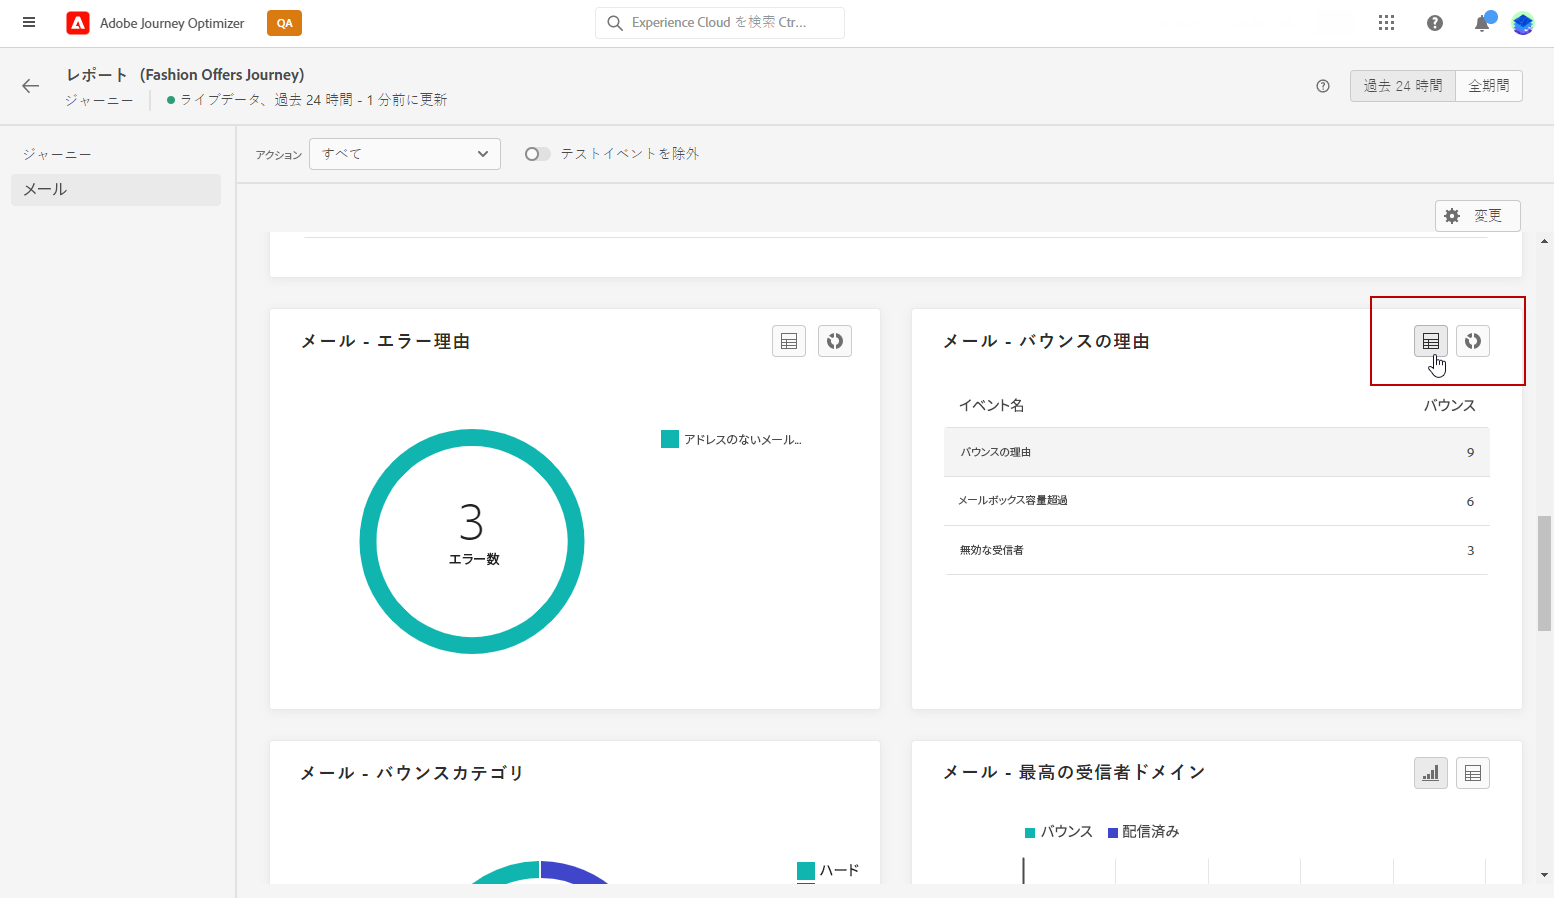 Adobe Journey Optimizer
QA
Experience Cloud を検索 Ctr...
レポート (Fashion Offers Journey)
ジャーニー
ライブデータ、過去 24 時間 - 1 分前に更新
過去 24 時間
全期間
ジャーニー
メール
アクション
すべて
テストイベントを除外
変更
メール - エラー理由
アドレスのないメール...
3
エラー数
メール - バウンスの理由
イベント名
バウンス
バウンスの理由
9
メールボックス容量超過
6
無効な受信者
3
メール - バウンスカテゴリ
ハード
メール - 最高の受信者ドメイン
バウンス
配信済み